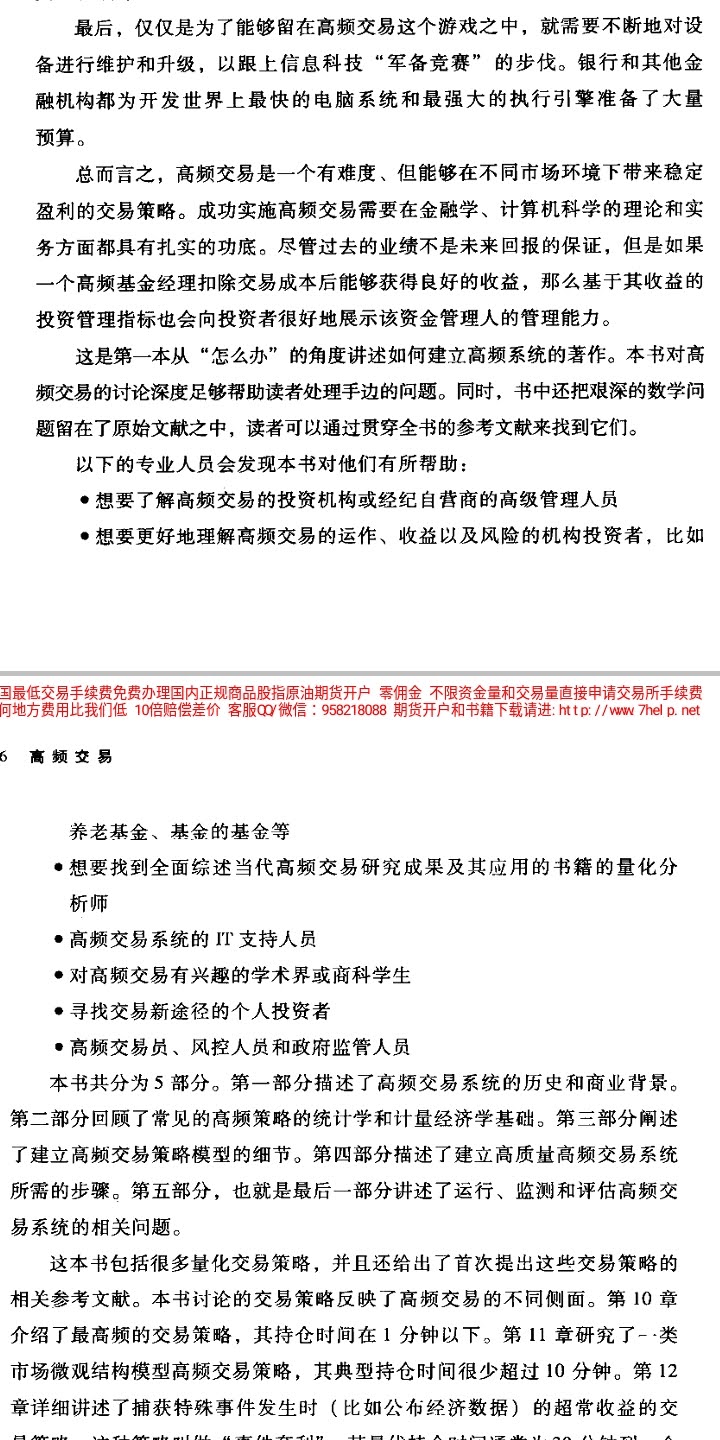 最后，仅仅是为了能够留在高频交易这个游戏之中，就需要不断地对设
备进行维护和升级，以跟上信息科技“军备竞赛”的步伐。银行和其他金
融机构都为开发世界上最快的电脑系统和最强大的执行引擎准备了大量
预算。
总而言之，高频交易是一个有难度、但能够在不同市场环境下带来稳定
盈利的交易策略。成功实施高频交易需要在金融学、计算机科学的理论和实
务方面都具有扎实的功底。尽管过去的业绩不是未来回报的保证，但是如果
一个高频基金经理扣除交易成本后能够获得良好的收益，那么基于其收益的
投资管理指标也会向投资者很好地展示该资金管理人的管理能力。
这是第一本从“怎么办”的角度讲述如何建立高频系统的著作。本书对高
频交易的讨论深度足够帮助读者处理手边的问题。同时，书中还把艰深的数学问
题留在了原始文献之中，读者可以通过贯穿全书的参考文献来找到它们。
以下的专业人员会发现本书对他们有所帮助：
●想要了解高频交易的投资机构或经纪自营商的高级管理人员
●想要更好地理解高频交易的运作、收益以及风险的机构投资者，比如
国最低交易手续费免费办理国内正规商品股指原油期货开户 零佣金 不限资金量和交易量直接申请交易所手续费
何地方费用比我们低 10倍赔偿差价 客服QQ/微信：958218088 期货开户和书籍下载请进:http://www.7help.net
6 高频交易
养老基金、基金的基金等
●想要找到全面综述当代高频交易研究成果及其应用的书籍的量化分
析师
●高频交易系统的 IT 支持人员
●对高频交易有兴趣的学术界或商科学生
●寻找交易新途径的个人投资者
●高频交易员、风控人员和政府监管人员
本书共分为 5 部分。第一部分描述了高频交易系统的历史和商业背景。
第二部分回顾了常见的高频策略的统计学和计量经济学基础。第三部分阐述
了建立高频交易策略模型的细节。第四部分描述了建立高质量高频交易系统
所需的步骤。第五部分，也就是最后一部分讲述了运行、监测和评估高频交
易系统的相关问题。
这本书包括很多量化交易策略，并且还给出了首次提出这些交易策略的
相关参考文献。本书讨论的交易策略反映了高频交易的不同侧面。第 10 章
介绍了最高频的交易策略，其持仓时间在 1 分钟以下。第 11 章研究了一类
市场微观结构模型高频交易策略，其典型持仓时间很少超过 10 分钟。第 12
章详细讲述了捕获特殊事件发生时（比如公布经济数据）的超常收益的交